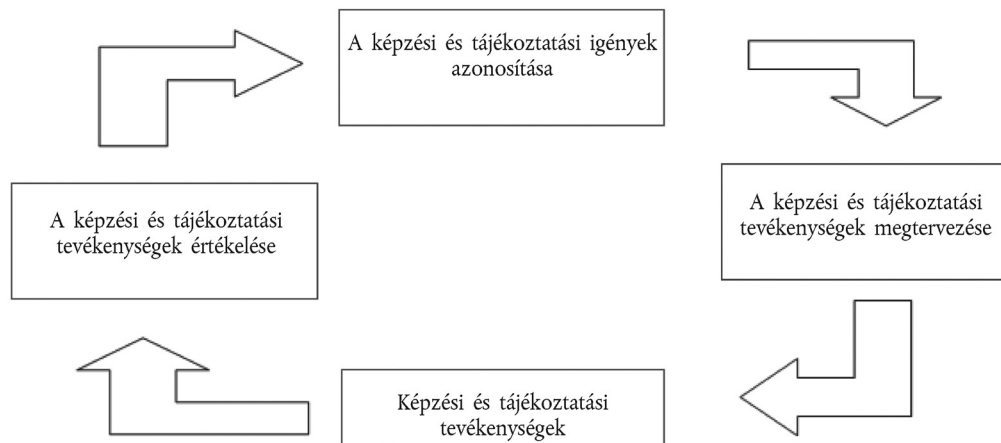 A képzési és tájékoztatási igények
azonosítása
A képzési és tájékoztatási
tevékenységek értékelése
A képzési és tájékoztatási
tevékenységek megtervezése
Képzési és tájékoztatási
tevékenységek